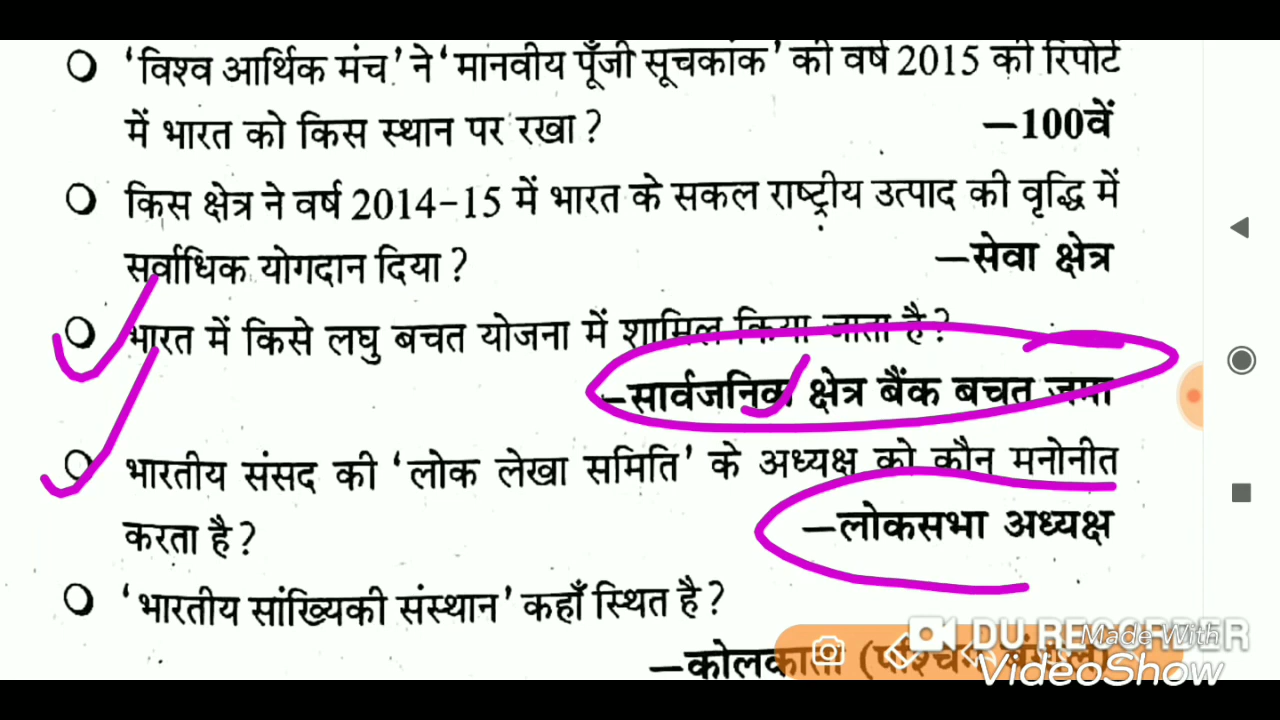 ○ 'विश्व आर्थिक मंच' ने 'मानवीय पूँजी सूचकांक' की वर्ष 2015 की रिपोर्ट
में भारत को किस स्थान पर रखा? –100वें
○ किस क्षेत्र ने वर्ष 2014-15 में भारत के सकल राष्ट्रीय उत्पाद की वृद्धि में
सर्वाधिक योगदान दिया? –सेवा क्षेत्र
○ भारत में किसे लघु बचत योजना में शामिल किया जाता है?
–सार्वजनिक क्षेत्र बैंक बचत जमा
○ भारतीय संसद की 'लोक लेखा समिति' के अध्यक्ष को कौन मनोनीत
करता है? –लोकसभा अध्यक्ष
○ 'भारतीय सांख्यिकी संस्थान' कहाँ स्थित है?
DU RECORDER
Made With
–कोलकाता (पश्चिम बंगाल)
VideoShow